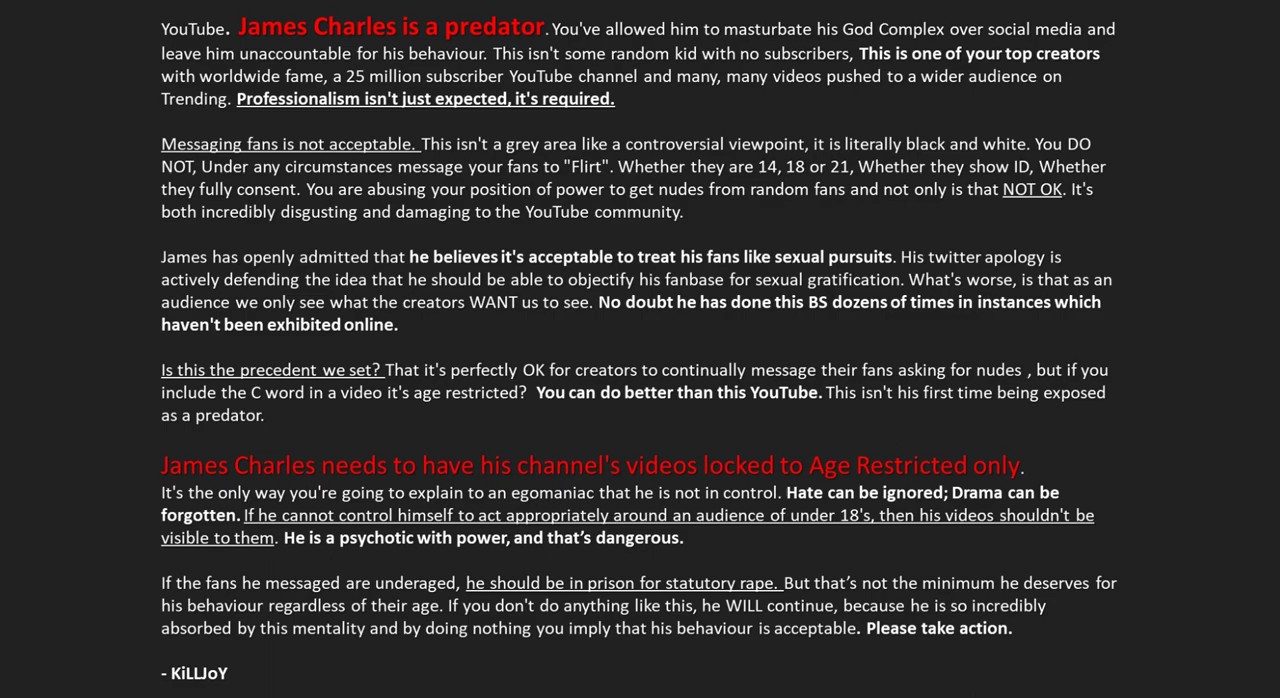 YouTube. James Charles is a predator. You've allowed him to masturbate his God Complex over social media and
leave him unaccountable for his behaviour. This isn't some random kid with no subscribers, This is one of your top creators
with worldwide fame, a 25 million subscriber YouTube channel and many, many videos pushed to a wider audience on
Trending. Professionalism isn't just expected, it's required.
Messaging fans is not acceptable. This isn't a grey area like a controversial viewpoint, it is literally black and white. You DO
NOT, Under any circumstances message your fans to "Flirt". Whether they are 14, 18 or 21, Whether they show ID, Whether
they fully consent. You are abusing your position of power to get nudes from random fans and not only is that NOT OK. It's
both incredibly disgusting and damaging to the YouTube community.
James has openly admitted that he believes it's acceptable to treat his fans like sexual pursuits. His twitter apology is
actively defending the idea that he should be able to objectify his fanbase for sexual gratification. What's worse, is that as an
audience we only see what the creators WANT us to see. No doubt he has done this BS dozens of times in instances which
haven't been exhibited online.
Is this the precedent we set? That it's perfectly OK for creators to continually message their fans asking for nudes , but if you
include the C word in a video it's age restricted? You can do better than this YouTube. This isn't his first time being exposed
as a predator.
James Charles needs to have his channel's videos locked to Age Restricted only.
It's the only way you're going to explain to an egomaniac that he is not in control. Hate can be ignored; Drama can be
forgotten. If he cannot control himself to act appropriately around an audience of under 18's, then his videos shouldn't be
visible to them. He is a psychotic with power, and that's dangerous.
If the fans he messaged are underaged, he should be in prison for statutory rape. But that's not the minimum he deserves for
his behaviour regardless of their age. If you don't do anything like this, he WILL continue, because he is so incredibly
absorbed by this mentality and by doing nothing you imply that his behaviour is acceptable. Please take action.
- KiLLJoY